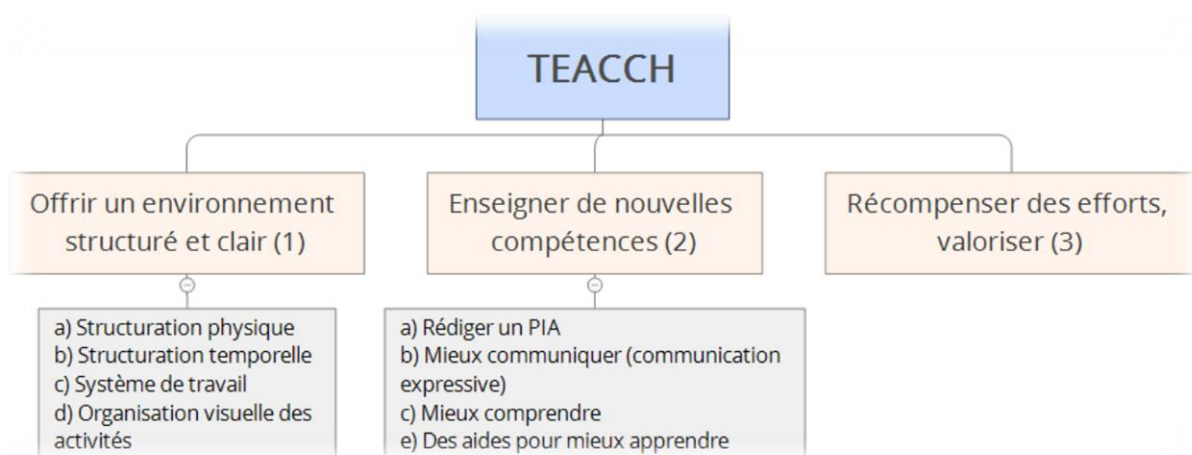 TEACCH
Offrir un environnement
structuré et clair (1)
Enseigner de nouvelles
compétences (2)
Récompenser des efforts,
valoriser (3)
a) Structuration physique
b) Structuration temporelle
c) Système de travail
d) Organisation visuelle des
activités
a) Rédiger un PIA
b) Mieux communiquer (communication
expressive)
c) Mieux comprendre
e) Des aides pour mieux apprendre